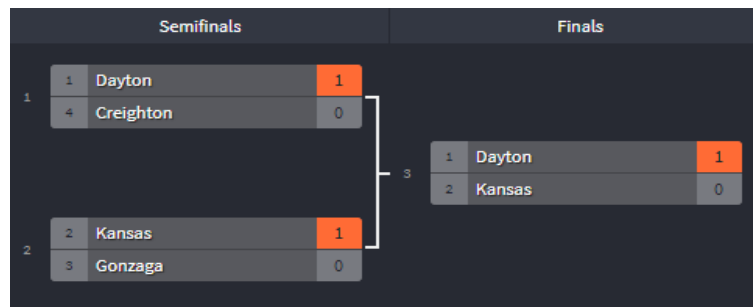 Semifinals Finals
1
1 Dayton 1
4 Creighton 0
2
2 Kansas 1
3 Gonzaga 0
3
1 Dayton 1
2 Kansas 0